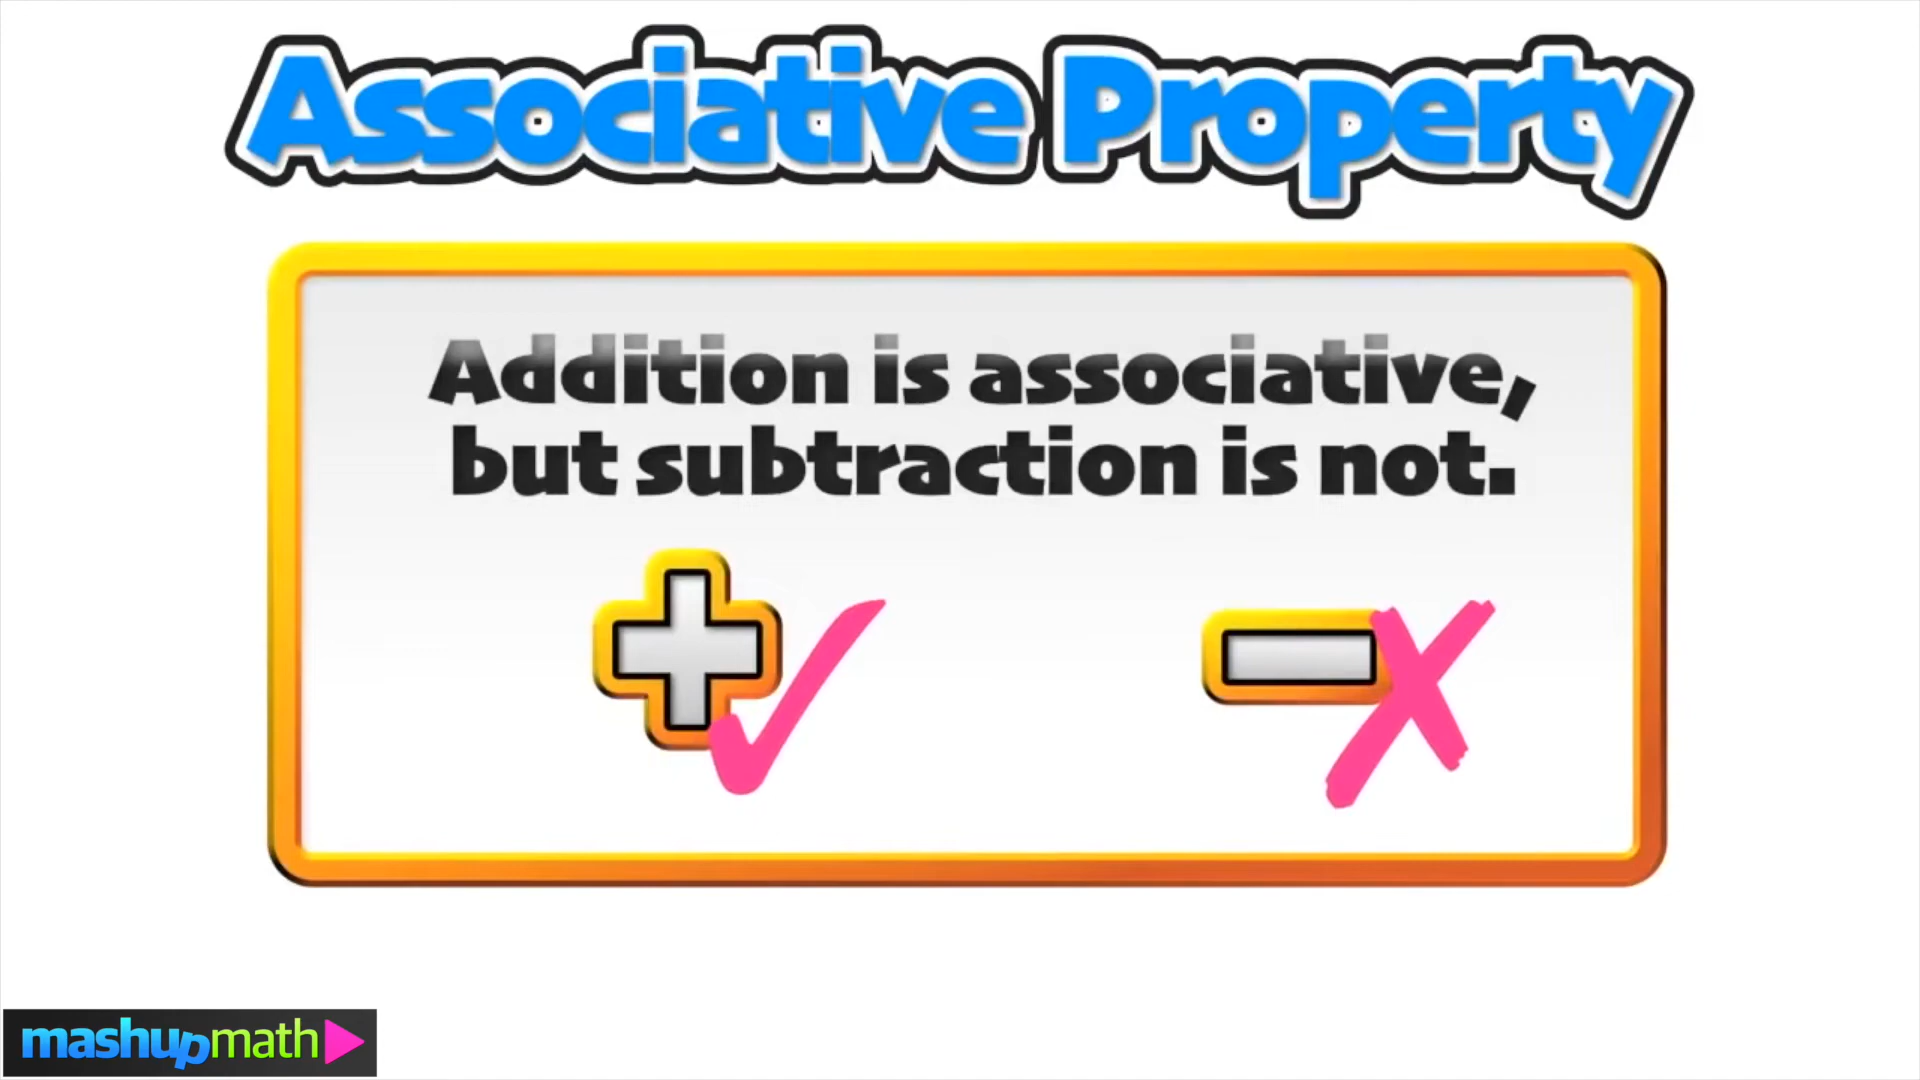 Associative Property
Addition is associative,
but subtraction is not.
mashupmath